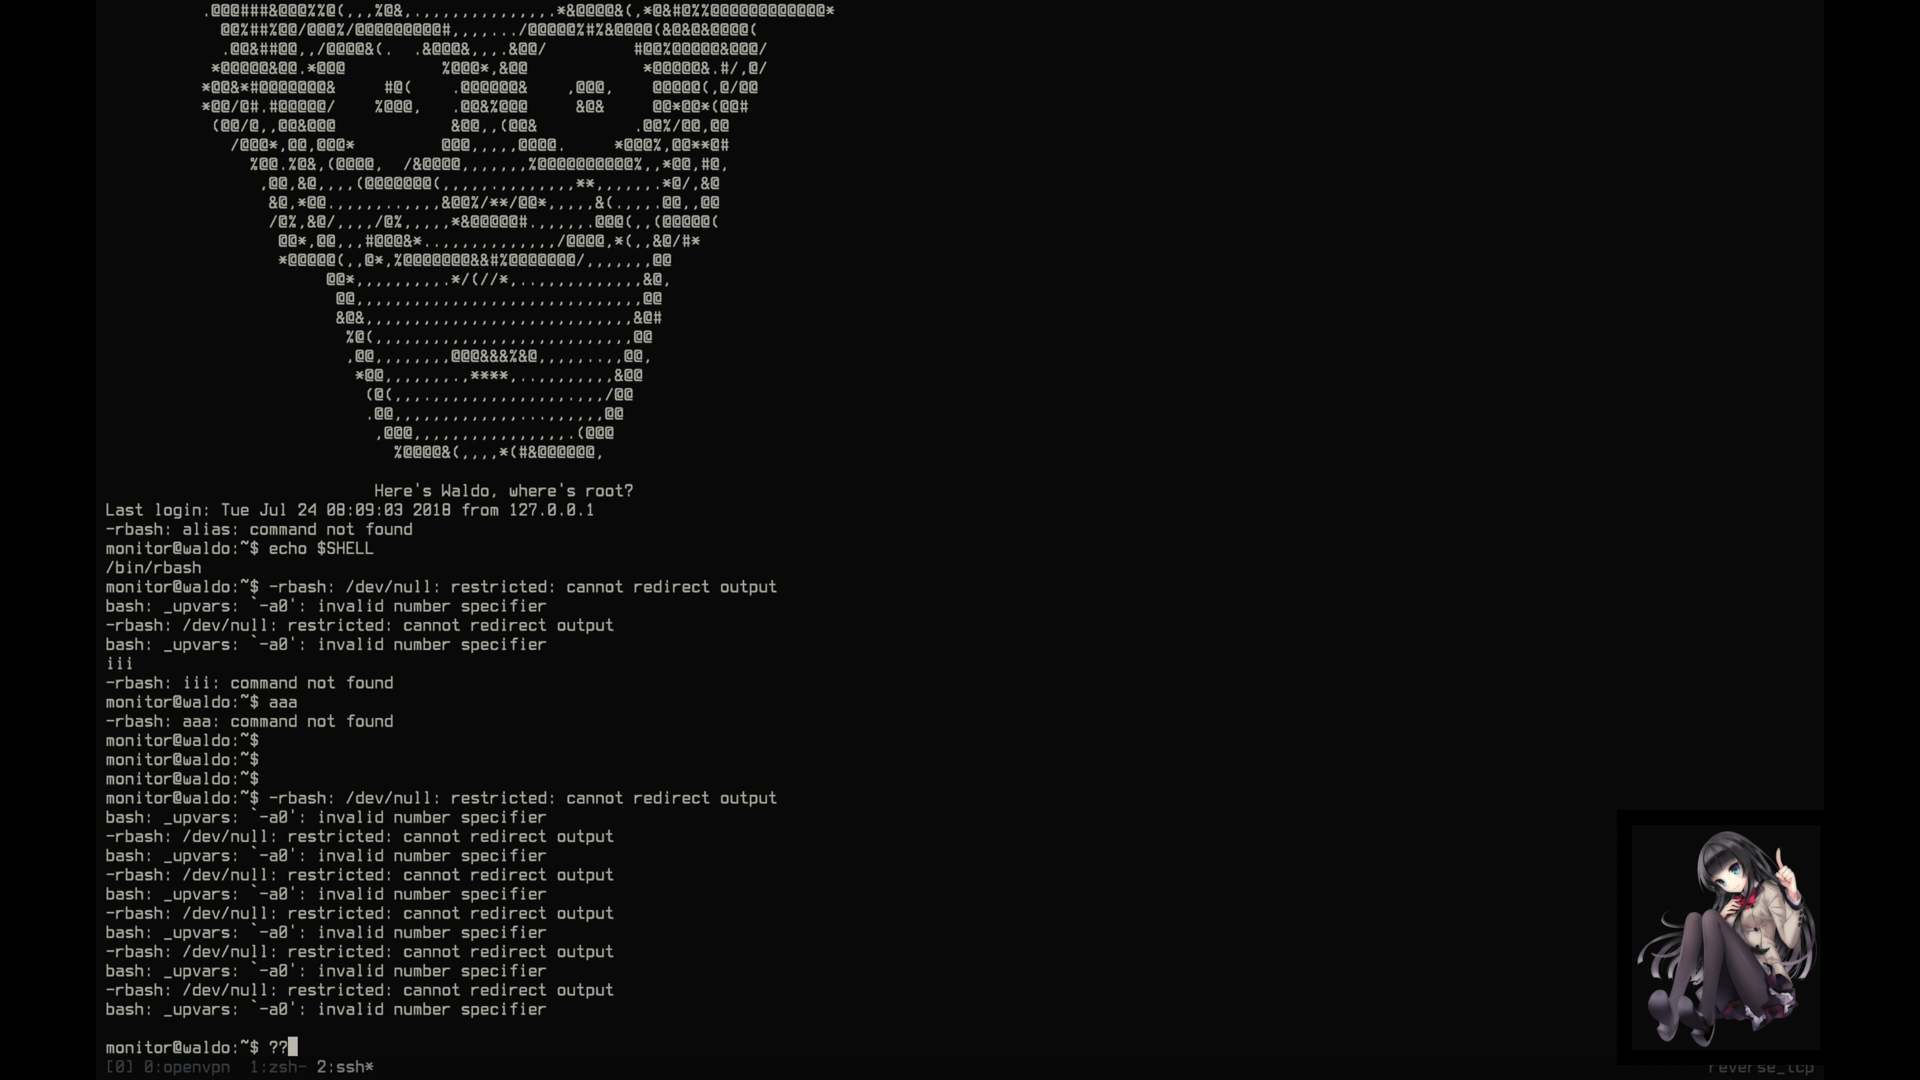 .@@@###&@@@%%@(,,,%@&,.,,,,,,,,,,,,,,.*&@@@@&(,*@&#@%%@@@@@@@@@@@@*
@@%##%@@/@@@%/@@@@@@@@@#,,,,.../@@@@@%#%&@@@@(&@&@&@@@@(
.@@&##@@,,/@@@@&(.  .&@@@&,,,,.&@@/         #@@%@@@@@&@@@/
*@@@@@&@@.*@@@          %@@@*,&@@            *@@@@@&.#/,@/
*@@&*#@@@@@@@&     #@(    .@@@@@@&    ,@@@,    @@@@@(,@/@@
*@@/@#.#@@@@@/    %@@@,   .@@&%@@@     &@&     @@*@@*(@@#
(@@/@,,@@&@@@            &@@,,(@@&          .@@%/@@,@@
/@@@*,@@,@@@*         @@@,,,,,@@@@.     *@@@%,@@**@#
%@@.%@&,(@@@@,  /&@@@@,,,,,,,%@@@@@@@@@@%,,*@@,#@,
,@@,&@,,,,(@@@@@@@(,,,,,.,,,,,,,,**,,,,,,.*@/,&@
&@,*@@.,,,,,,..,,,,&@@%/**/@@*,,,,,&(.,,,.@@,,@@
/@%,&@/,,,,/@%,,,,,*&@@@@@#.,,,,,,@@@(,,(@@@@@(
@@*,@@,,,#@@@&*..,,,,,,,,,,,,/@@@@,*(,,&@/#*
*@@@@@(,,@*,%@@@@@@@&&#%@@@@@@@/,,,,,,,@@
@@*,,,,,,,,,,*/(//*,..,,,,,,,,,,,&@,
@@,,,,,,,,,,,,,,,,,,,,,,,,,,,,,,@@
&@&,,,,,,,,,,,,,,,,,,,,,,,,,,,,&@#
%@(,,,,,,,,,,,,,,,,,,,,,,,,,,,@@
,@@,,,,,,,,@@@&&&%&@,,,,,..,,@@,
*@@,,,,,,,,,****,..,,,,,,,,&@@
(@(,,,.,,,,,,,,,,,,,,,,.,,,/@@
.@@,,,,,,,,,,,,,...,,,,,,@@
,@@@,,,,,,,,,,,,,,,,,.(@@@
%@@@@&(,,,,*(#&@@@@@@,
Here's Waldo, where's root?
Last login: Tue Jul 24 08:09:03 2018 from 127.0.0.1
-rbash: alias: command not found
monitor@waldo:~$ echo $SHELL
/bin/rbash
monitor@waldo:~$ -rbash: /dev/null: restricted: cannot redirect output
bash: _upvars: `-a0': invalid number specifier
-rbash: /dev/null: restricted: cannot redirect output
bash: _upvars: `-a0': invalid number specifier
iii
-rbash: iii: command not found
monitor@waldo:~$ aaa
-rbash: aaa: command not found
monitor@waldo:~$
monitor@waldo:~$
monitor@waldo:~$
monitor@waldo:~$ -rbash: /dev/null: restricted: cannot redirect output
bash: _upvars: `-a0': invalid number specifier
-rbash: /dev/null: restricted: cannot redirect output
bash: _upvars: `-a0': invalid number specifier
-rbash: /dev/null: restricted: cannot redirect output
bash: _upvars: `-a0': invalid number specifier
-rbash: /dev/null: restricted: cannot redirect output
bash: _upvars: `-a0': invalid number specifier
-rbash: /dev/null: restricted: cannot redirect output
bash: _upvars: `-a0': invalid number specifier
-rbash: /dev/null: restricted: cannot redirect output
bash: _upvars: `-a0': invalid number specifier
monitor@waldo:~$ ??
[0] 0:openvpn  1:zsh- 2:ssh*
reverse_tcp